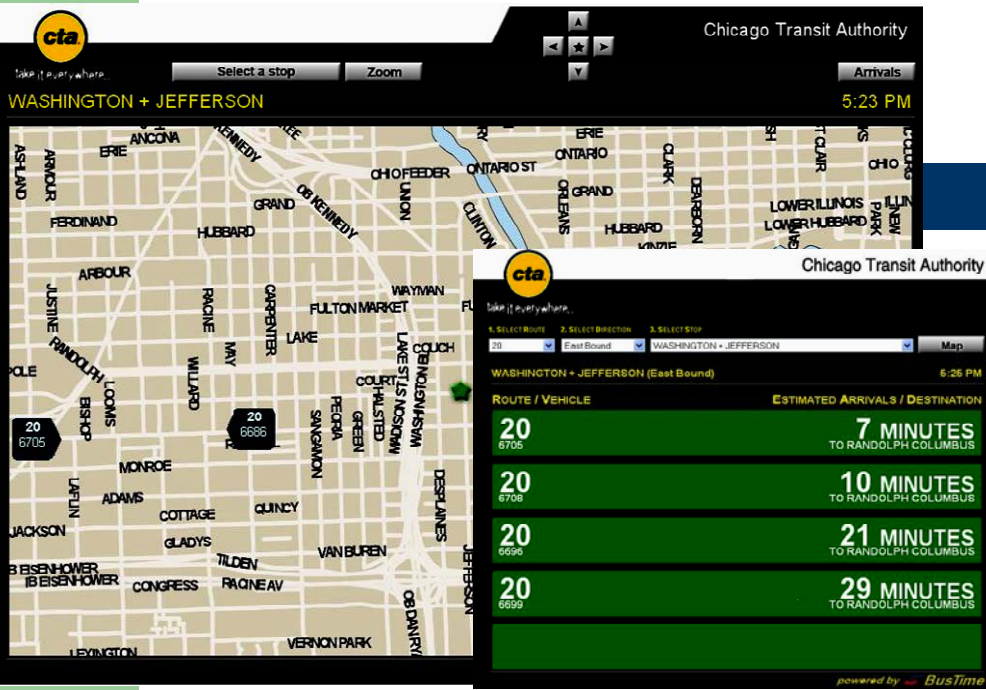 cta
take it everywhere...
Chicago Transit Authority
Select a stop
Zoom
Arrivals
WASHINGTON + JEFFERSON
5:23 PM
ASHLAND
ARMOUR
ERIE
ANCONA
KENNEDY
OHIO FEEDER
UNION
ONTARIO ST
ONTARIO
ERIE
CLARK
OHIO
FERDINAND
GRAND
HUBBARD
OB KENNEDY
CLINTON
ORLEANS
GRAND
HUBBARD
KINZIE
DEARBORN
LOWER ILLINOIS
LOWER HUBBARD
PARK
NEW
ARBOUR
JUSTINE
RACINE
CARPENTER
WAYMAN
FULTON MARKET
LAKE
MAY
RANDOLPH
LOOMIS
BISHOP
WILLARD
COURT
COUCH
LAKE ST
WASHINGTON
MADISON
HALSTED
GREEN
PEORIA
SANGAMON
20
6705
20
6686
MONROE
ADAMS
LAFLIN
COTTAGE
QUINCY
DESPLAINES
JACKSON
GLADYS
TILDEN
VAN BUREN
IB EISENHOWER
CONGRESS
RACINE AV
JEFFERSON
OB DAN RY
VERNON PARK
LEXINGTON
cta
take it everywhere...
Chicago Transit Authority
1. SELECT ROUTE 2. SELECT DIRECTION 3. SELECT STOP
20 East Bound WASHINGTON + JEFFERSON Map
WASHINGTON + JEFFERSON (East Bound) 5:26 PM
ROUTE / VEHICLE ESTIMATED ARRIVALS / DESTINATION
20 7 MINUTES
6705 TO RANDOLPH COLUMBUS
20 10 MINUTES
6708 TO RANDOLPH COLUMBUS
20 21 MINUTES
6696 TO RANDOLPH COLUMBUS
20 29 MINUTES
6699 TO RANDOLPH COLUMBUS
powered by BusTime